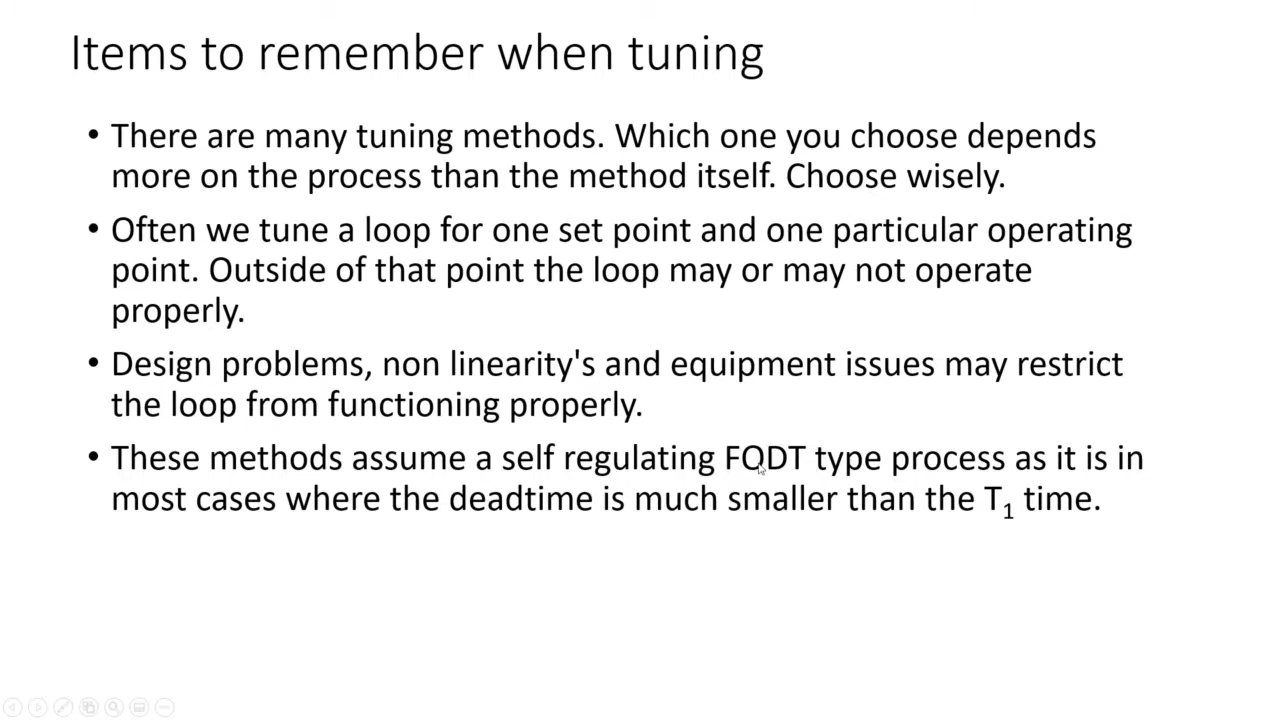 Items to remember when tuning
• There are many tuning methods. Which one you choose depends
more on the process than the method itself. Choose wisely.
• Often we tune a loop for one set point and one particular operating
point. Outside of that point the loop may or may not operate
properly.
• Design problems, non linearity's and equipment issues may restrict
the loop from functioning properly.
• These methods assume a self regulating FODT type process as it is in
most cases where the deadtime is much smaller than the T₁ time.